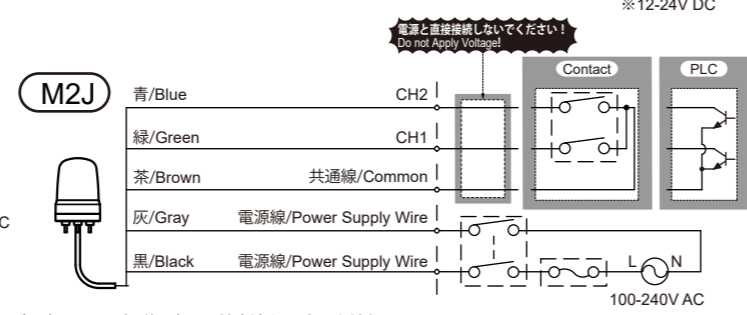 ※12-24V DC
電源と直接接続しないでください！
Do not Apply Voltage!
M2J
Contact
PLC
青/Blue CH2
緑/Green CH1
茶/Brown 共通線/Common
灰/Gray 電源線/Power Supply Wire
黒/Black 電源線/Power Supply Wire
L N
100-240V AC
C